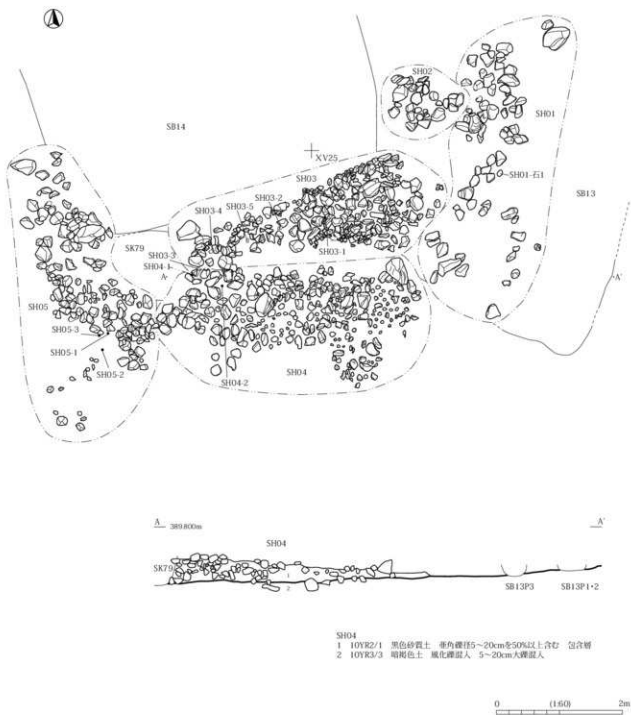 SH02
SH01
SB14
XV25
SH03
SH01-石1
SH03-2
SB13
SH03-5
SH03-4
SK79
SH03-3
SH03-1
SH04-1
A
A'
SH05
SH05-3
SH05-1
SH05-2
SH04-2
SH04
A 389.800m
A'
SH04
SK79
1
2
SB13P3
SB13P1・2
SH04
1 10YR2/1 黒色砂質土 亜角礫径5〜20cmを50%以上含む 包含層
2 10YR3/3 暗褐色土 風化礫混入 5〜20cm大礫混入
0 (1:60) 2m